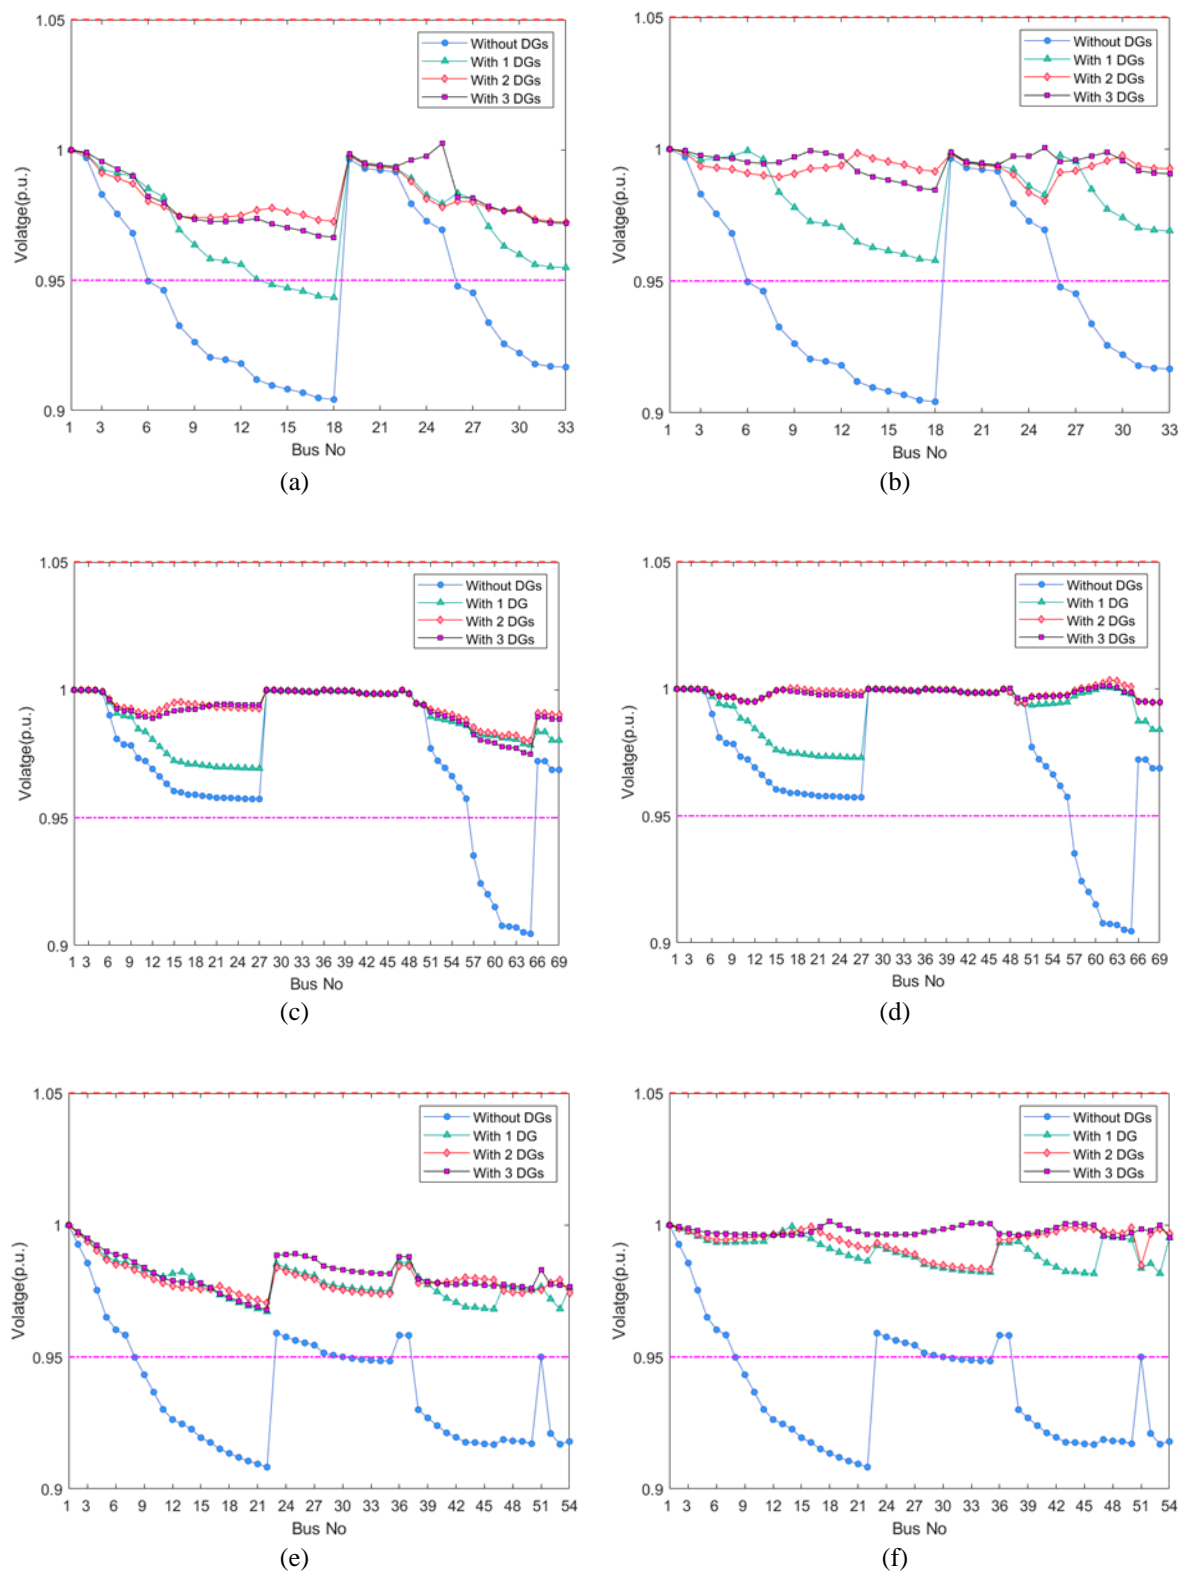 1.05
Without DGs
With 1 DGs
With 2 DGs
With 3 DGs
1
Volatge(p.u.)
0.95
0.9
1 3 6 9 12 15 18 21 24 27 30 33
Bus No
(a)
1.05
Without DGs
With 1 DGs
With 2 DGs
With 3 DGs
1
Volatge(p.u.)
0.95
0.9
1 3 6 9 12 15 18 21 24 27 30 33
Bus No
(b)
1.05
Without DGs
With 1 DG
With 2 DGs
With 3 DGs
1
Volatge(p.u.)
0.95
0.9
1 3 6 9 12 15 18 21 24 27 30 33 36 39 42 45 48 51 54 57 60 63 66 69
Bus No
(c)
1.05
Without DGs
With 1 DG
With 2 DGs
With 3 DGs
1
Volatge(p.u.)
0.95
0.9
1 3 6 9 12 15 18 21 24 27 30 33 36 39 42 45 48 51 54 57 60 63 66 69
Bus No
(d)
1.05
Without DGs
With 1 DG
With 2 DGs
With 3 DGs
1
Volatge(p.u.)
0.95
0.9
1 3 6 9 12 15 18 21 24 27 30 33 36 39 42 45 48 51 54
Bus No
(e)
1.05
Without DGs
With 1 DG
With 2 DGs
With 3 DGs
1
Volatge(p.u.)
0.95
0.9
1 3 6 9 12 15 18 21 24 27 30 33 36 39 42 45 48 51 54
Bus No
(f)